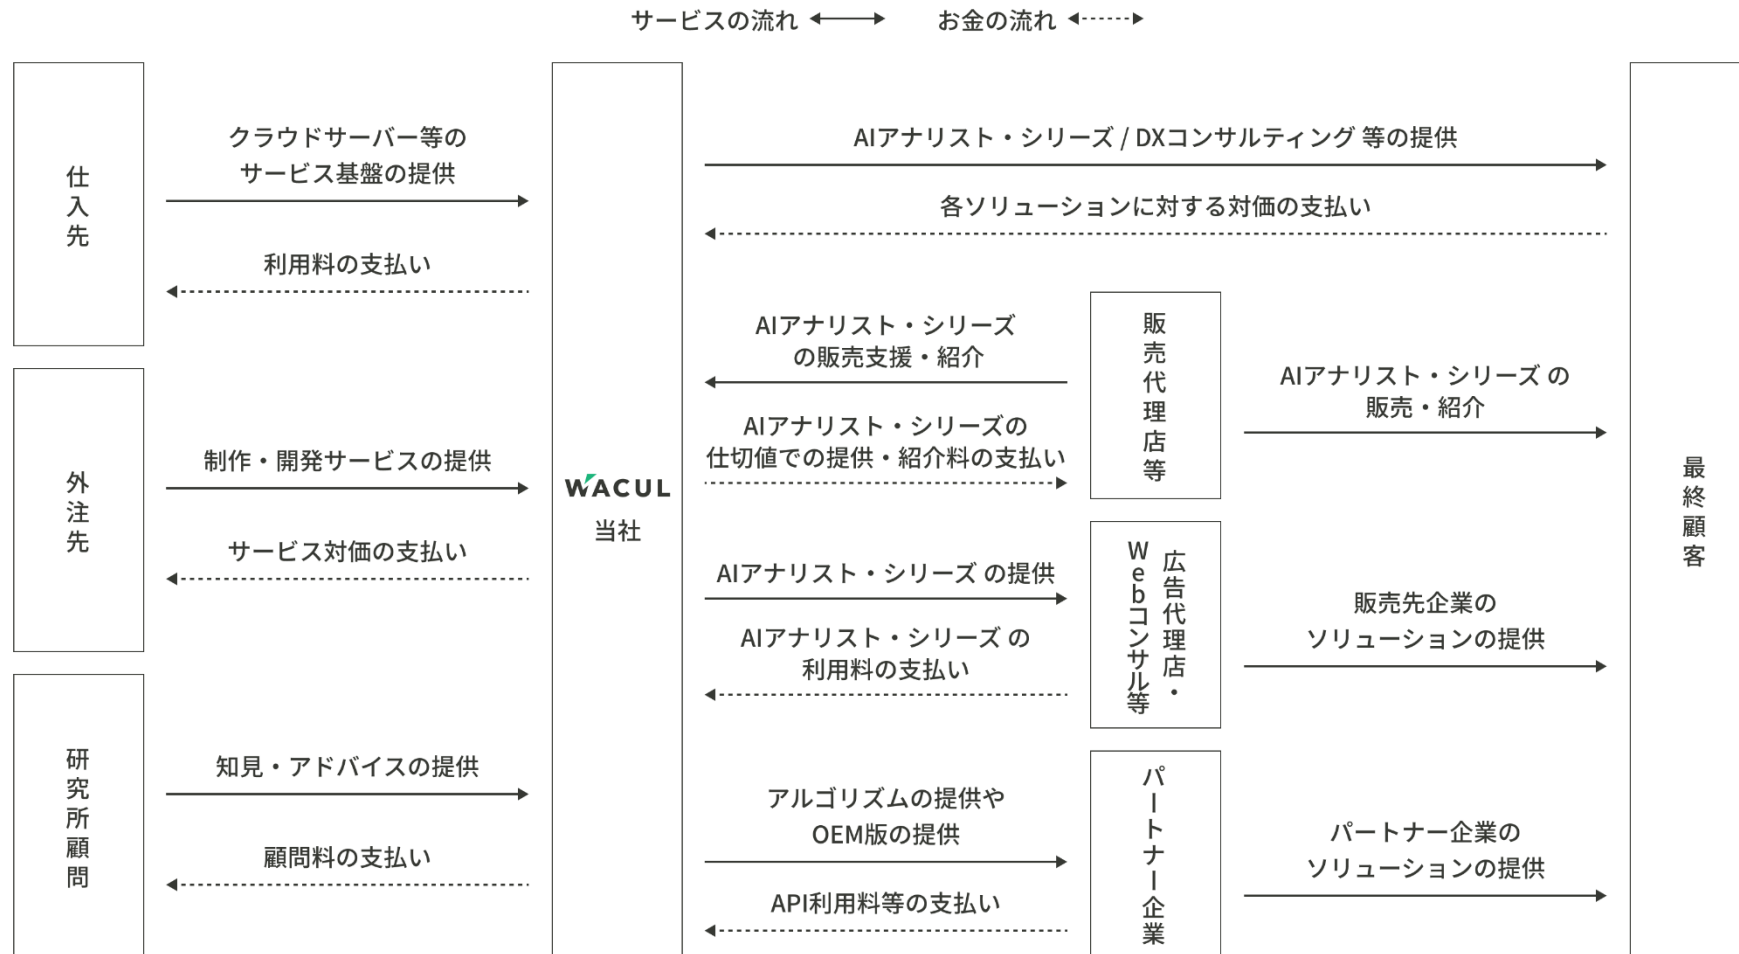 サービスの流れ
お金の流れ
仕入先
クラウドサーバー等の
サービス基盤の提供
利用料の支払い
外注先
制作・開発サービスの提供
サービス対価の支払い
研究所顧問
知見・アドバイスの提供
顧問料の支払い
WACUL
当社
AIアナリスト・シリーズ / DXコンサルティング 等の提供
各ソリューションに対する対価の支払い
AIアナリスト・シリーズ
の販売支援・紹介
AIアナリスト・シリーズの
仕切値での提供・紹介料の支払い
販売代理店等
AIアナリスト・シリーズ の
販売・紹介
AIアナリスト・シリーズ の提供
AIアナリスト・シリーズ の
利用料の支払い
広告代理店・
Webコンサル等
販売先企業の
ソリューションの提供
アルゴリズムの提供や
OEM版の提供
API利用料等の支払い
パートナー企業
パートナー企業の
ソリューションの提供
最終顧客